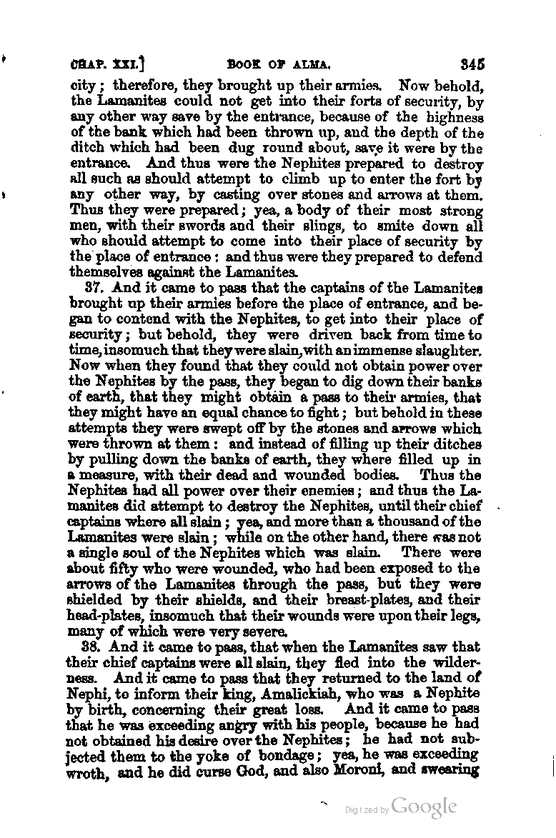 CHAP. XXI.] BOOK OF ALMA. 345
city; therefore, they brought up their armies. Now behold,
the Lamanites could not get into their forts of security, by
any other way save by the entrance, because of the highness
of the bank which had been thrown up, and the depth of the
ditch which had been dug round about, save it were by the
entrance. And thus were the Nephites prepared to destroy
all such as should attempt to climb up to enter the fort by
any other way, by casting over stones and arrows at them.
Thus they were prepared; yea, a body of their most strong
men, with their swords and their slings, to smite down all
who should attempt to come into their place of security by
the place of entrance: and thus were they prepared to defend
themselves against the Lamanites.
37. And it came to pass that the captains of the Lamanites
brought up their armies before the place of entrance, and be-
gan to contend with the Nephites, to get into their place of
security; but behold, they were driven back from time to
time, insomuch that they were slain, with an immense slaughter.
Now when they found that they could not obtain power over
the Nephites by the pass, they began to dig down their banks
of earth, that they might obtain a pass to their armies, that
they might have an equal chance to fight; but behold in these
attempts they were swept off by the stones and arrows which
were thrown at them: and instead of filling up their ditches
by pulling down the banks of earth, they where filled up in
a measure, with their dead and wounded bodies. Thus the
Nephites had all power over their enemies; and thus the La-
manites did attempt to destroy the Nephites, until their chief
captains where all slain; yea, and more than a thousand of the
Lamanites were slain; while on the other hand, there was not
a single soul of the Nephites which was slain. There were
about fifty who were wounded, who had been exposed to the
arrows of the Lamanites through the pass, but they were
shielded by their shields, and their breast-plates, and their
head-plates, insomuch that their wounds were upon their legs,
many of which were very severe.
38. And it came to pass, that when the Lamanites saw that
their chief captains were all slain, they fled into the wilder-
ness. And it came to pass that they returned to the land of
Nephi, to inform their king, Amalickiah, who was a Nephite
by birth, concerning their great loss. And it came to pass
that he was exceeding angry with his people, because he had
not obtained his desire over the Nephites; he had not sub-
jected them to the yoke of bondage; yea, he was exceeding
wroth, and he did curse God, and also Moroni, and swearing
Digitized by Google